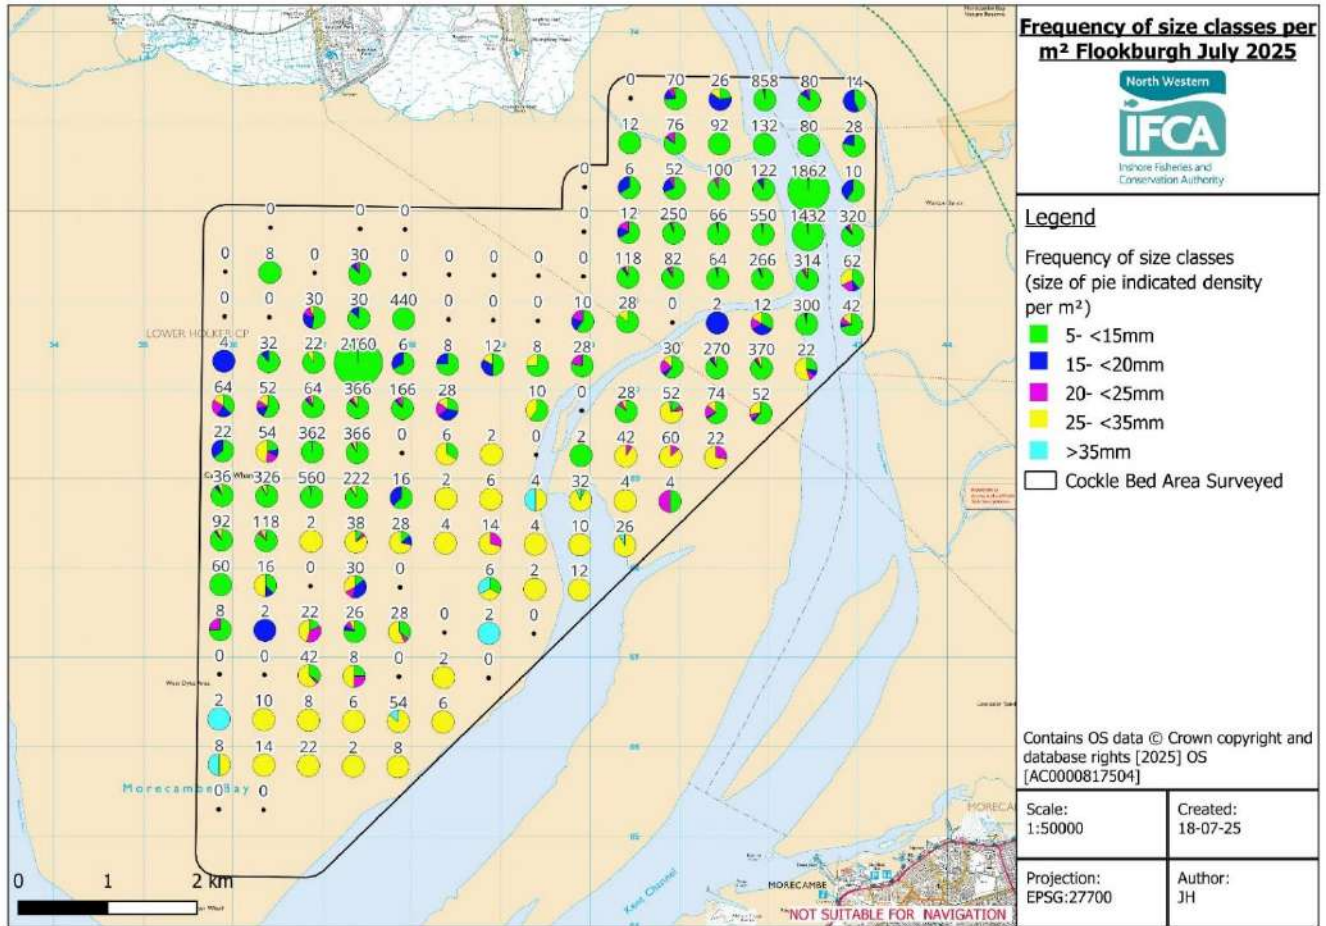 Frequency of size classes per
m² Flookburgh July 2025
North Western
IFCA
Inshore Fisheries and
Conservation Authority
Legend
Frequency of size classes
(size of pie indicated density
per m²)
5- <15mm
15- <20mm
20- <25mm
25- <35mm
>35mm
Cockle Bed Area Surveyed
Contains OS data © Crown copyright and
database rights [2025] OS
[AC0000817504]
Scale:
1:50000
Created:
18-07-25
Projection:
EPSG:27700
Author:
JH
0 70 26 858 80 14
12 76 92 132 80 28
0 6 52 100 122 1862 10
0 0 0 0 12 250 66 550 1432 320
0 8 0 30 0 0 0 0 0 118 82 64 266 314 62
0 0 30 30 440 0 0 0 10 28 0 2 12 300 42
LOWER HOLKER CP
4 32 22 2160 6 8 12 8 28 30 270 370 22
64 52 64 366 166 28 10 0 28 52 74 52
22 54 362 366 0 6 2 0 2 42 60 22
36 326 560 222 16 2 6 4 32 4 4
92 118 2 38 28 4 14 4 10 26
60 16 0 30 0 6 2 12
8 2 22 26 28 0 2 0
0 0 42 8 0 2 0
2 10 8 6 54 6
8 14 22 2 8
Morecambe Bay
0 0
0 1 2 km
Kent Channel
MORECAMBE
NOT SUITABLE FOR NAVIGATION